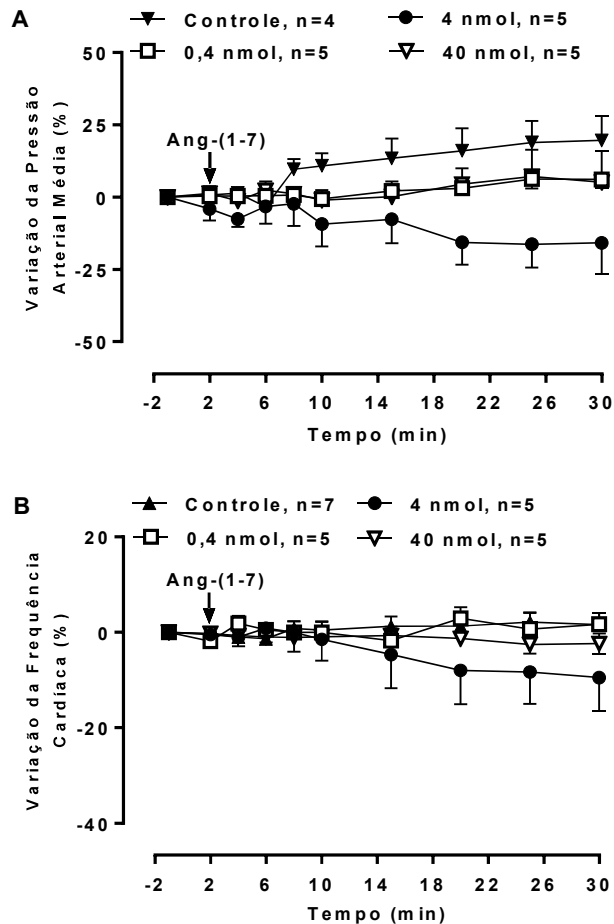 A
Controle, n=4
4 nmol, n=5
0,4 nmol, n=5
40 nmol, n=5
Variação da Pressão
Arterial Média (%)
50
25
0
-25
-50
Ang-(1-7)
-2 2 6 10 14 18 22 26 30
Tempo (min)
B
Controle, n=7
4 nmol, n=5
0,4 nmol, n=5
40 nmol, n=5
Variação da Frequência
Cardíaca (%)
20
0
-20
-40
Ang-(1-7)
-2 2 6 10 14 18 22 26 30
Tempo (min)